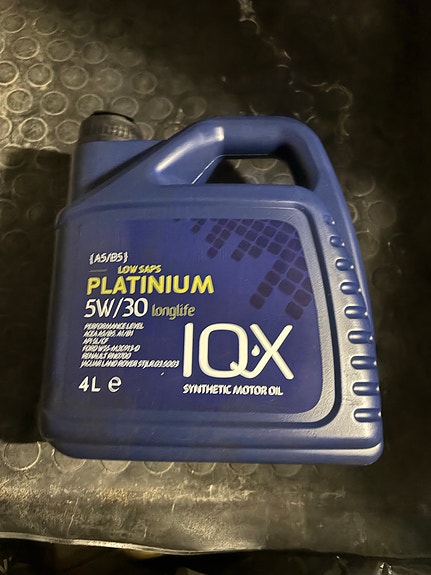 {A5/B5}
LOW SAPS
PLATINIUM
5W/30 longlife
PERFORMANCE LEVEL
ACEA A5/B5, A1/B1
API SL/CF
FORD WSS-M2C913-D
RENAULT RN0700
JAGUAR LAND ROVER STJLR.03.5003
IQX
4L e
SYNTHETIC MOTOR OIL